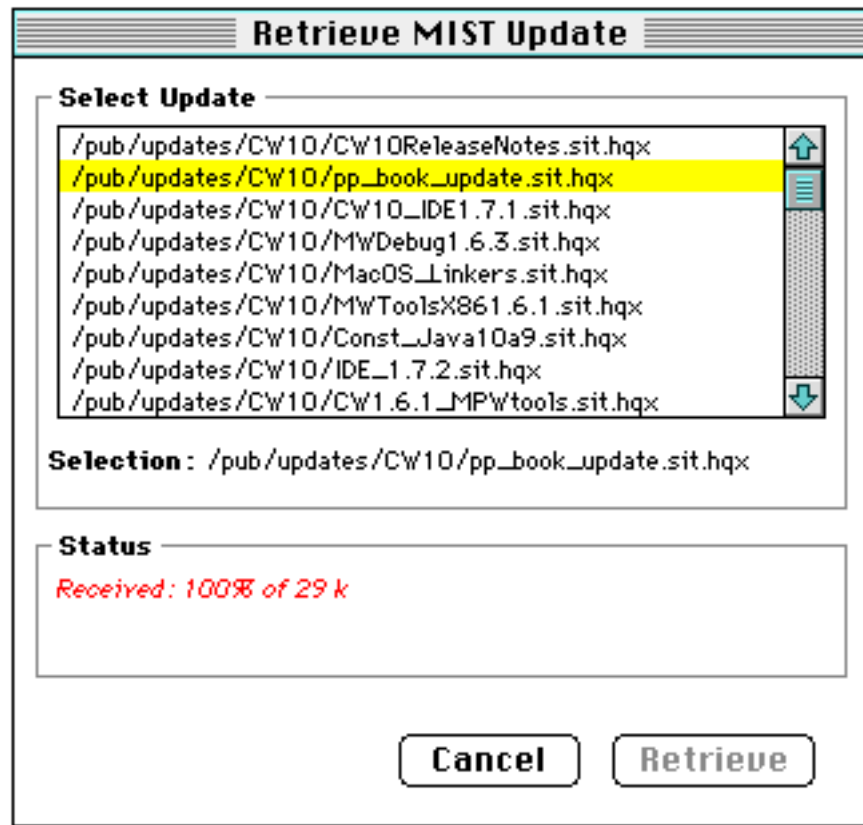 Retrieve MIST Update
Select Update
/pub/updates/CW10/CW10ReleaseNotes.sit.hqx
/pub/updates/CW10/pp_book_update.sit.hqx
/pub/updates/CW10/CW10_IDE1.7.1.sit.hqx
/pub/updates/CW10/MWDebug1.6.3.sit.hqx
/pub/updates/CW10/MacOS_Linkers.sit.hqx
/pub/updates/CW10/MWToolsX861.6.1.sit.hqx
/pub/updates/CW10/Const_Java10a9.sit.hqx
/pub/updates/CW10/IDE_1.7.2.sit.hqx
/pub/updates/CW10/CW1.6.1_MPWtools.sit.hqx
Selection: /pub/updates/CW10/pp_book_update.sit.hqx
Status
Received: 100% of 29 k
Cancel Retrieve